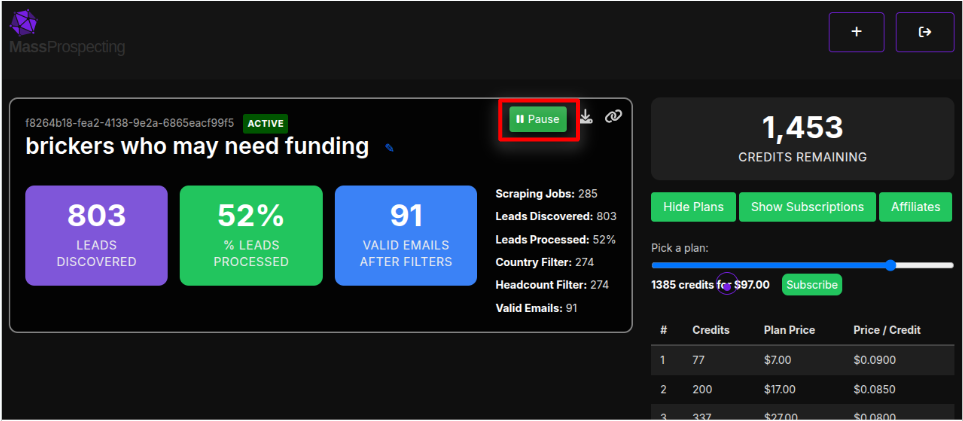 MassProspecting
f8264b18-fea2-4138-9e2a-6865eacf99f5 ACTIVE
brickers who may need funding
Pause
803
LEADS
DISCOVERED
52%
% LEADS
PROCESSED
91
VALID EMAILS
AFTER FILTERS
Scraping Jobs: 285
Leads Discovered: 803
Leads Processed: 52%
Country Filter: 274
Headcount Filter: 274
Valid Emails: 91
1,453
CREDITS REMAINING
Hide Plans Show Subscriptions Affiliates
Pick a plan:
1385 credits for $97.00 Subscribe
# Credits Plan Price Price / Credit
1 77 $7.00 $0.0900
2 200 $17.00 $0.0850
3 337 $27.00 $0.0800